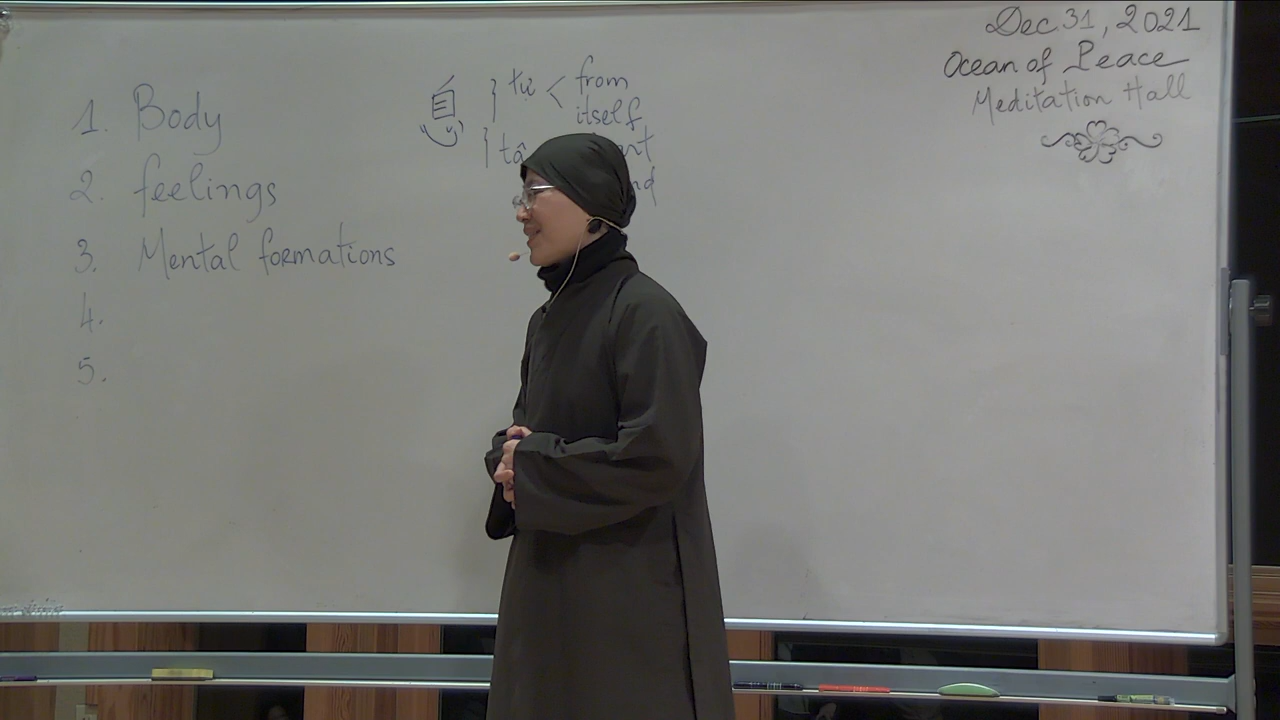 1. Body
2. feelings
3. Mental formations
4.
5.
自
心
tự < from
itself
Dec 31, 2021
Ocean of Peace
Meditation Hall